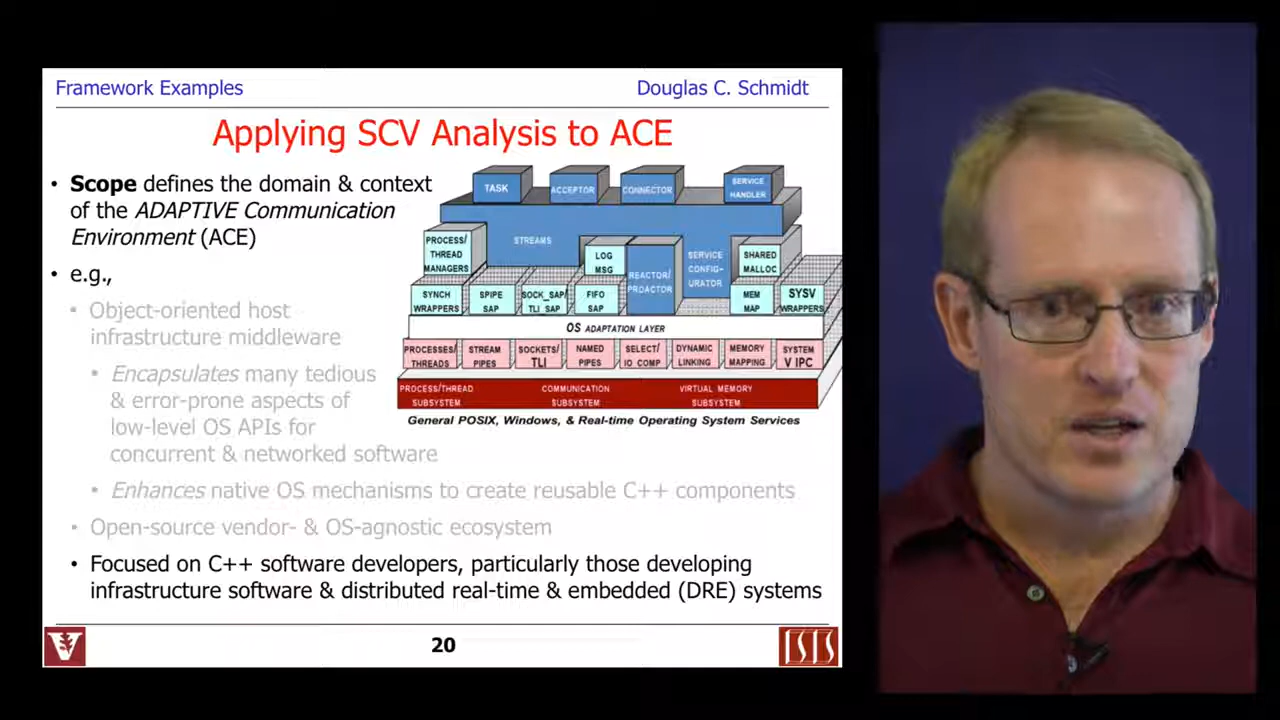 Framework Examples
Douglas C. Schmidt
Applying SCV Analysis to ACE
• Scope defines the domain & context
of the ADAPTIVE Communication
Environment (ACE)
• e.g.,
• Object-oriented host
infrastructure middleware
• Encapsulates many tedious
& error-prone aspects of
low-level OS APIs for
concurrent & networked software
• Enhances native OS mechanisms to create reusable C++ components
• Open-source vendor- & OS-agnostic ecosystem
• Focused on C++ software developers, particularly those developing
infrastructure software & distributed real-time & embedded (DRE) systems
TASK
ACCEPTOR
CONNECTOR
SERVICE
HANDLER
STREAMS
PROCESS/
THREAD
MANAGERS
LOG
MSG
REACTOR/
PROACTOR
SERVICE
CONFIG-
URATOR
SHARED
MALLOC
SYNCH
WRAPPERS
SPIPE
SAP
SOCK_SAP/
TLI_SAP
FIFO
SAP
MEM
MAP
SYSV
WRAPPERS
OS ADAPTATION LAYER
PROCESSES/
THREADS
STREAM
PIPES
SOCKETS/
TLI
NAMED
PIPES
SELECT/
IO COMP
DYNAMIC
LINKING
MEMORY
MAPPING
SYSTEM
V IPC
PROCESS/THREAD
SUBSYSTEM
COMMUNICATION
SUBSYSTEM
VIRTUAL MEMORY
SUBSYSTEM
General POSIX, Windows, & Real-time Operating System Services
V
20
ISIS